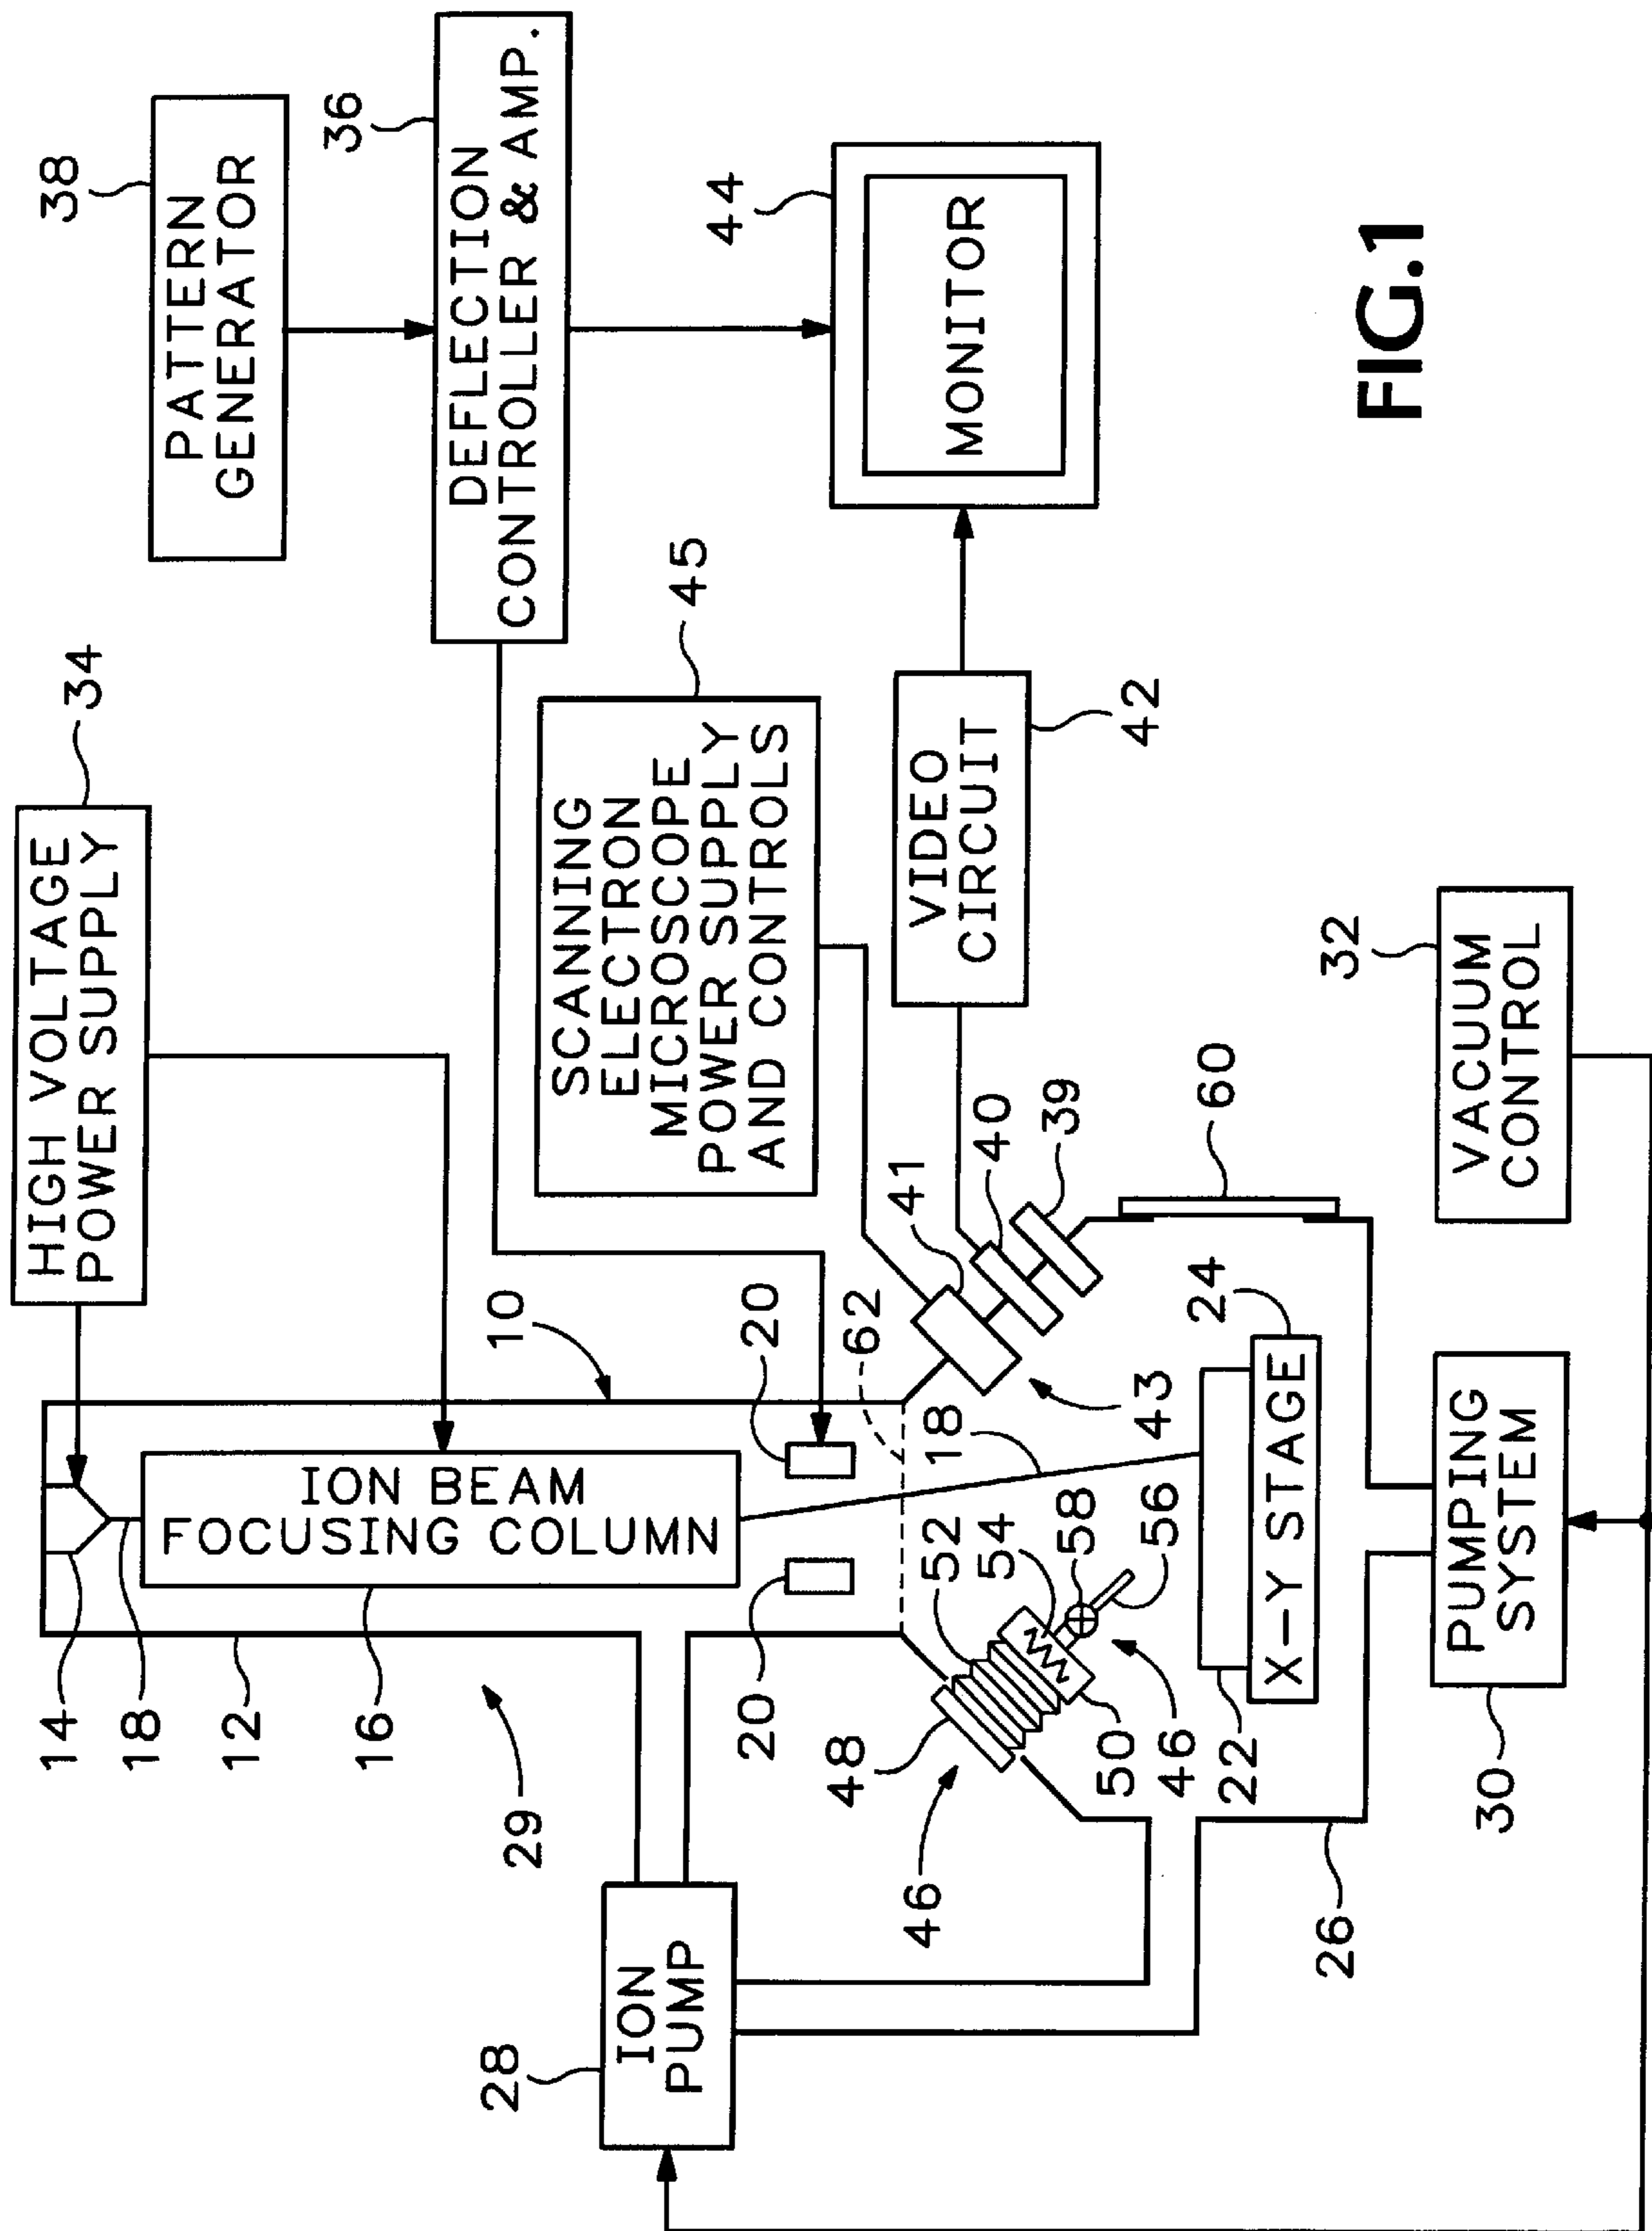 38
PATTERN
GENERATOR
36
DEFLECTION
CONTROLLER & AMP.
44
MONITOR
FIG.1
34
HIGH VOLTAGE
POWER SUPPLY
45
SCANNING
ELECTRON
MICROSCOPE
POWER SUPPLY
AND CONTROLS
VIDEO
CIRCUIT
42
32
VACUUM
CONTROL
10
20
62
41
40
39
60
14
18
12
16
ION BEAM
FOCUSING COLUMN
20
18
43
24
52
54
58
56
48
50
46
22
X-Y STAGE
29
46
26
28
ION
PUMP
PUMPING
SYSTEM
30